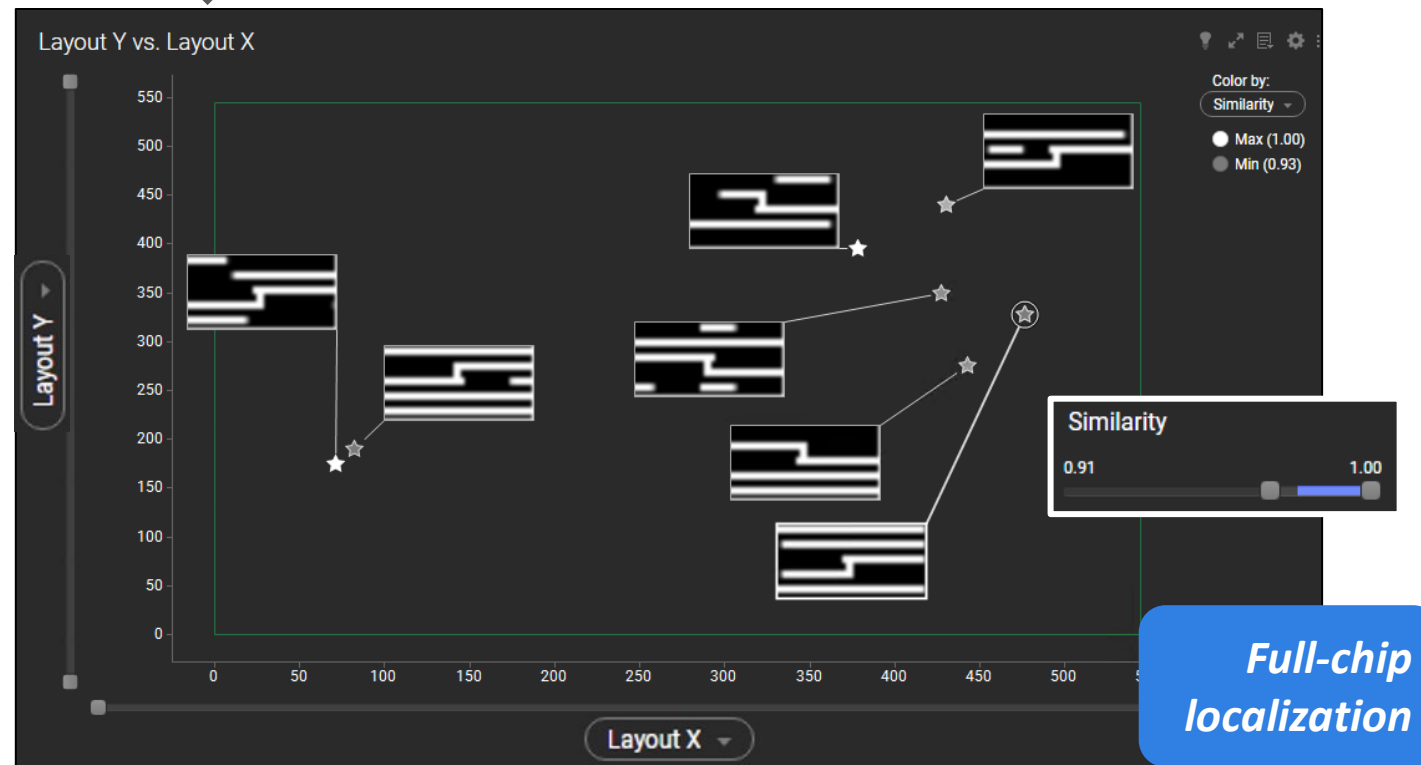 Layout Y vs. Layout X
Color by:
Similarity
Max (1.00)
Min (0.93)
550
500
450
400
350
300
250
200
150
100
50
0
Layout Y
Similarity
0.91 1.00
0 50 100 150 200 250 300 350 400 450 500
Layout X
Full-chip
localization